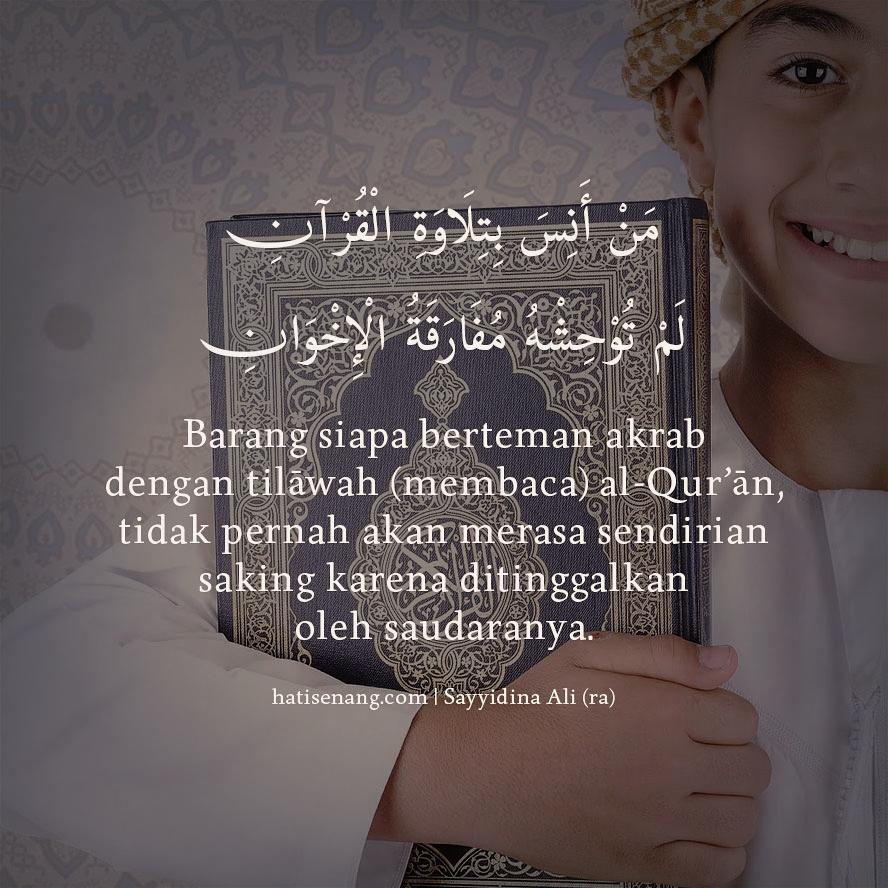 مَنْ أَنِسَ بِتِلَاوَةِ الْقُرْآنِ
لَمْ تُوْحِشْهُ مُفَارَقَةُ الْإِخْوَانِ
Barang siapa berteman akrab
dengan tilāwah (membaca) al-Qur’ān,
tidak pernah akan merasa sendirian
saking karena ditinggalkan
oleh saudaranya.
hatisenang.com | Sayyidina Ali (ra)